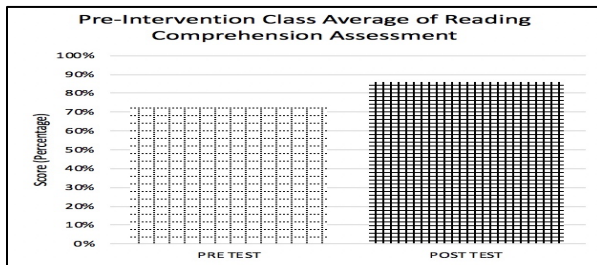 Pre-Intervention Class Average of Reading
Comprehension Assessment
100%
90%
80%
70%
60%
50%
40%
30%
20%
10%
0%
Score (Percentage)
PRE TEST
POST TEST